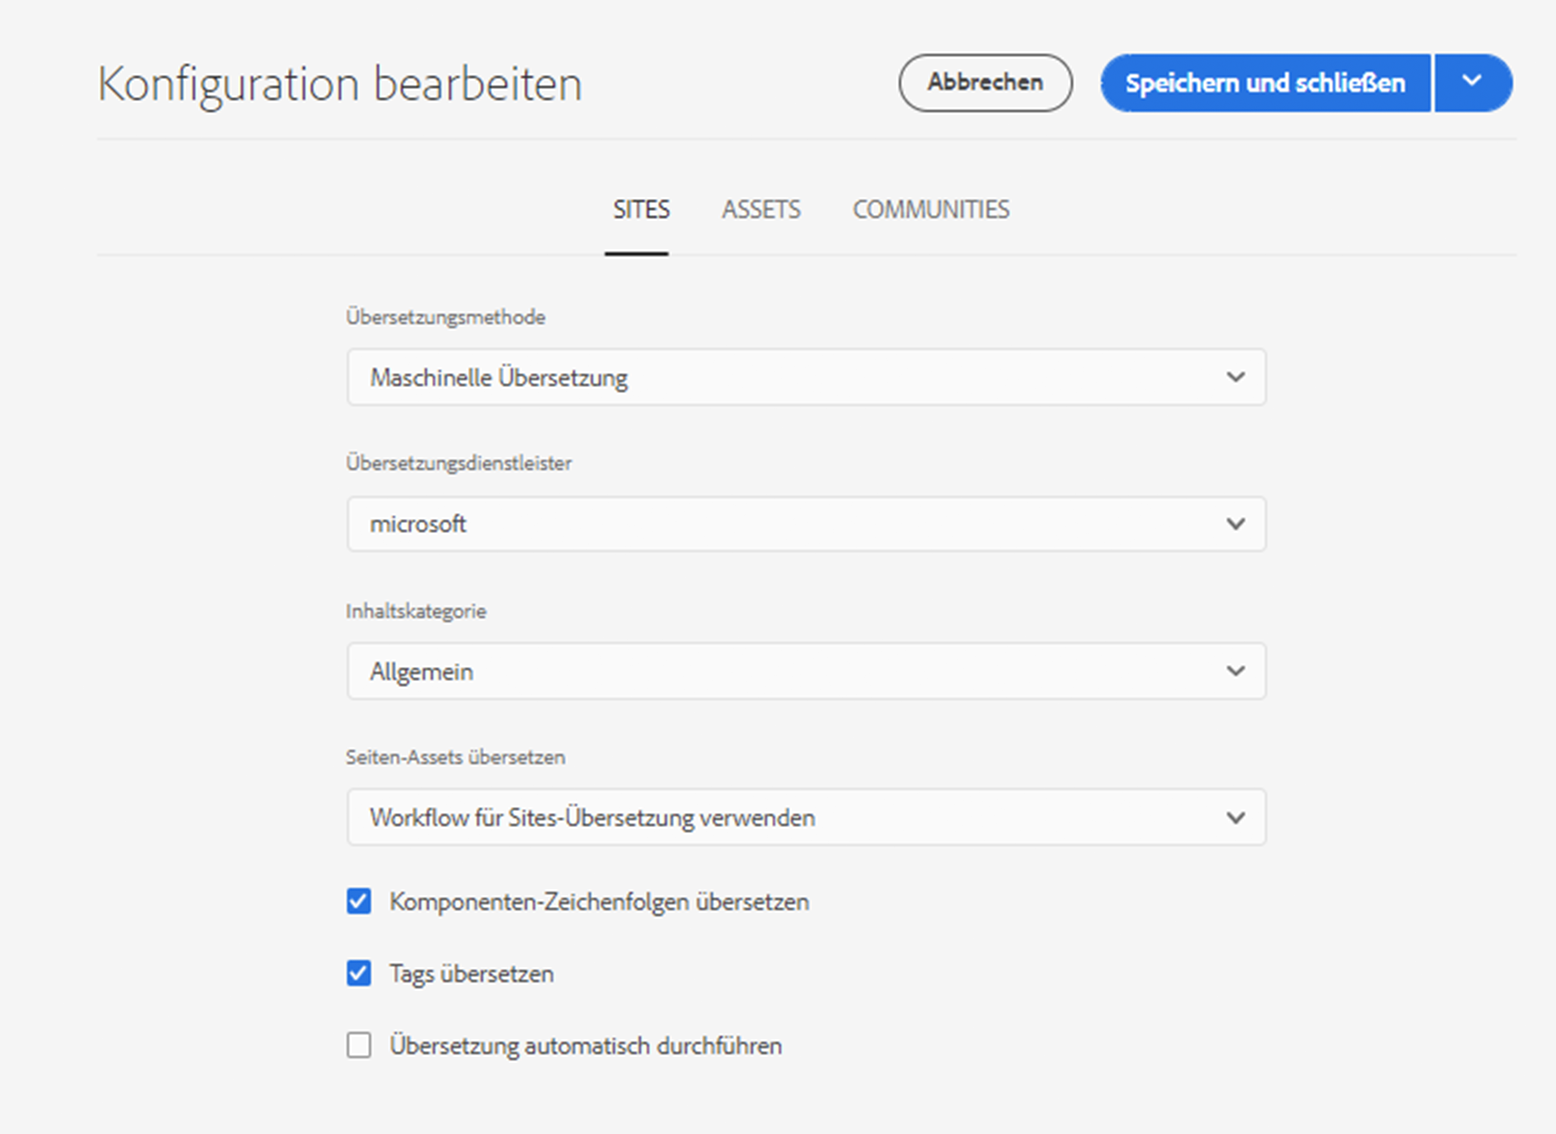 Konfiguration bearbeiten
Abbrechen
Speichern und schließen
SITES
ASSETS
COMMUNITIES
Übersetzungsmethode
Maschinelle Übersetzung
Übersetzungsdienstleister
microsoft
Inhaltskategorie
Allgemein
Seiten-Assets übersetzen
Workflow für Sites-Übersetzung verwenden
Komponenten-Zeichenfolgen übersetzen
Tags übersetzen
Übersetzung automatisch durchführen